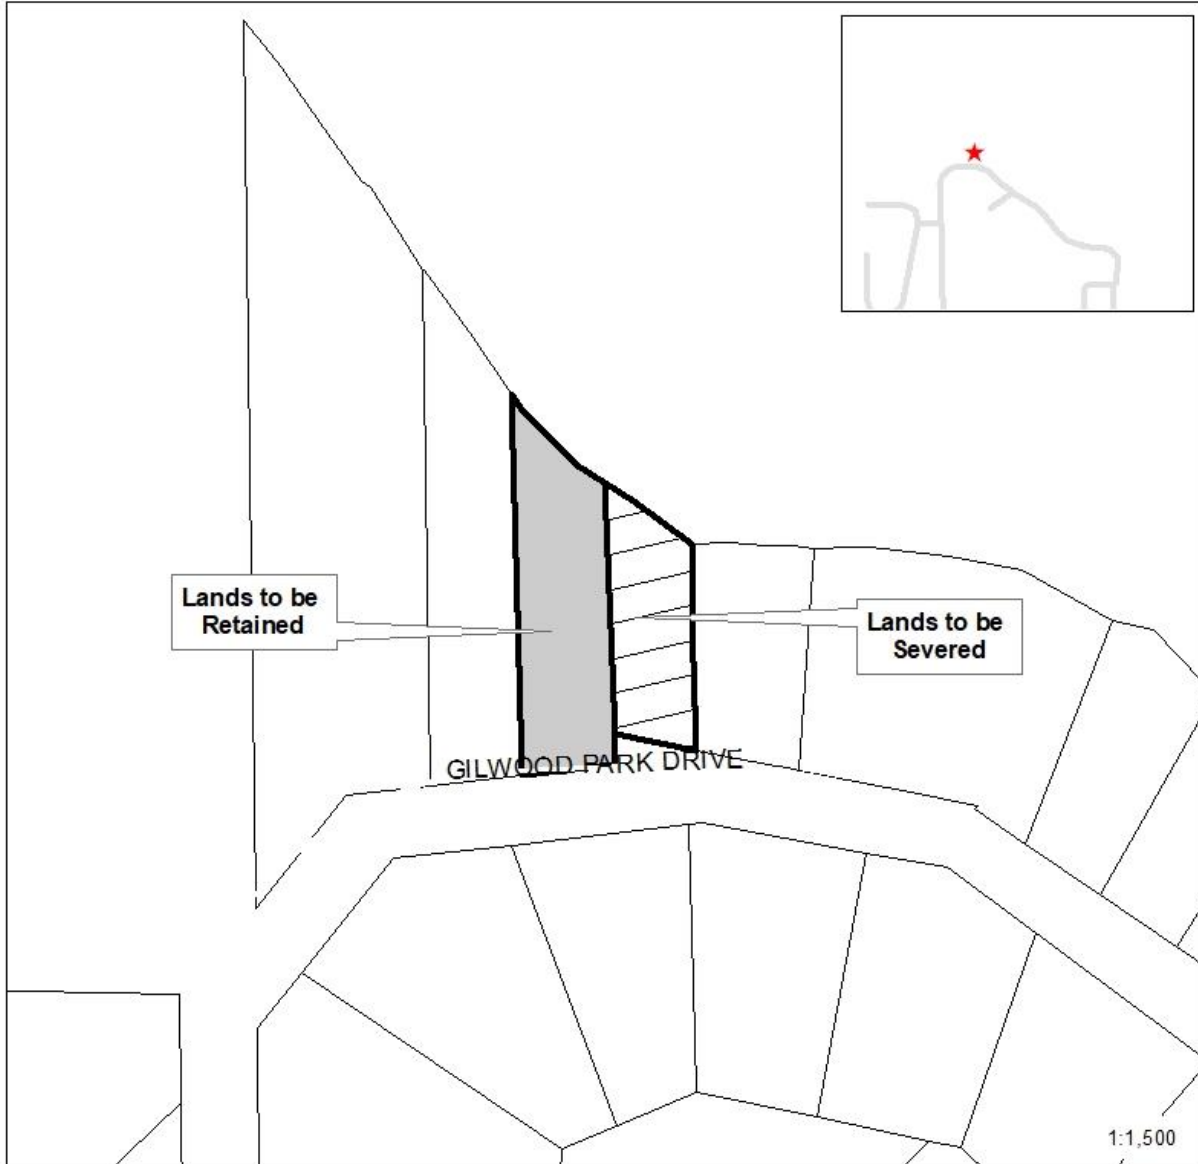 Lands to be
Retained
Lands to be
Severed
GILWOOD PARK DRIVE
1:1,500